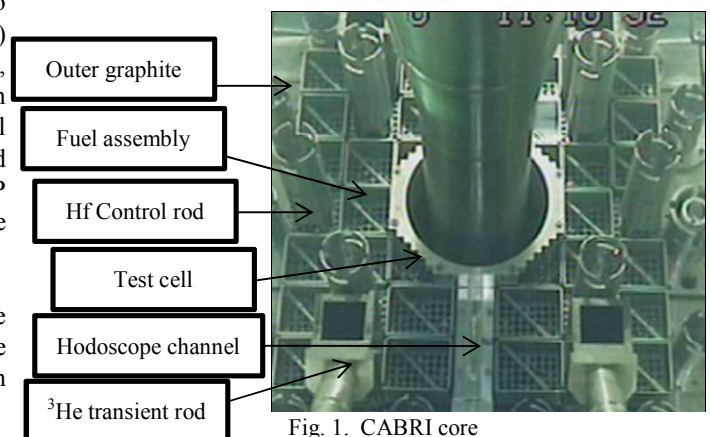 Outer graphite
Fuel assembly
Hf Control rod
Test cell
Hodoscope channel
³He transient rod
Fig. 1. CABRI core